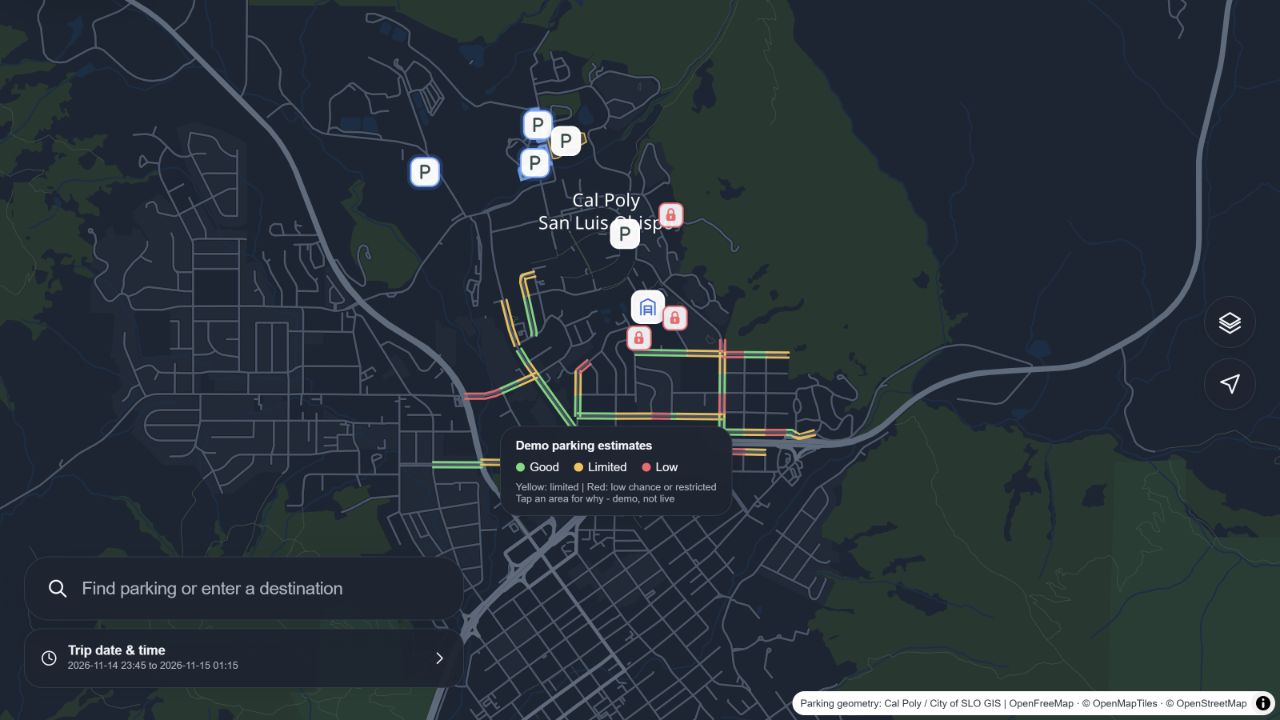 P
P
P
P
Cal Poly
San Luis Obispo
P
Demo parking estimates
Good Limited Low
Yellow: limited | Red: low chance or restricted
Tap an area for why - demo, not live
Find parking or enter a destination
Trip date & time
2026-11-14 23:45 to 2026-11-15 01:15
Parking geometry: Cal Poly / City of SLO GIS | OpenFreeMap · © OpenMapTiles · © OpenStreetMap